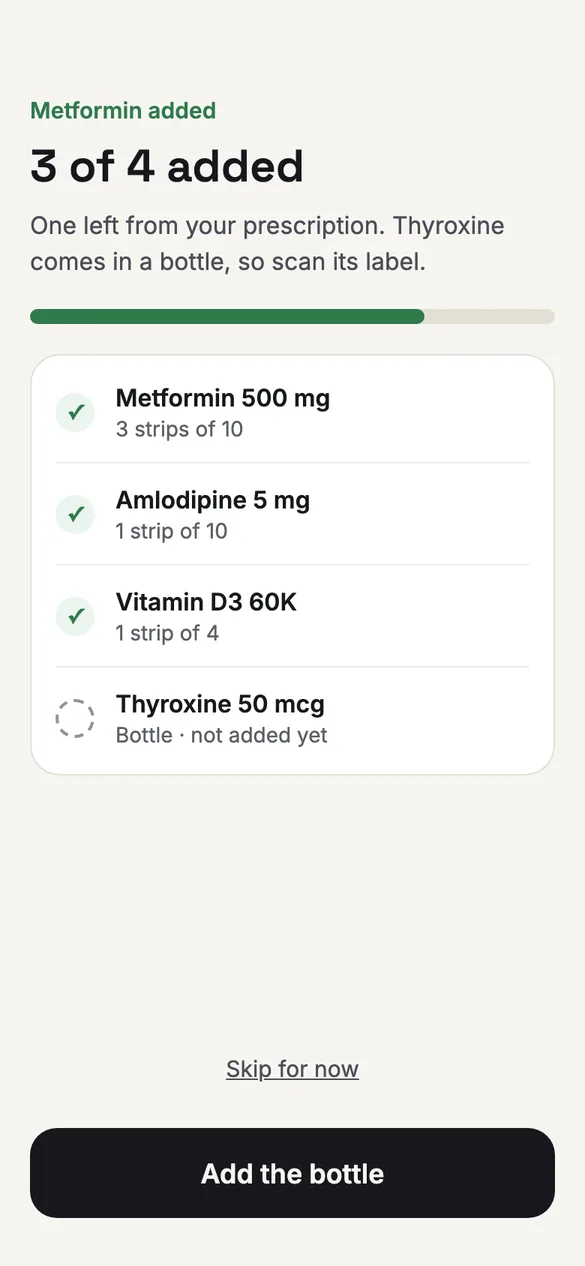 Metformin added
3 of 4 added
One left from your prescription. Thyroxine
comes in a bottle, so scan its label.
Metformin 500 mg
3 strips of 10
Amlodipine 5 mg
1 strip of 10
Vitamin D3 60K
1 strip of 4
Thyroxine 50 mcg
Bottle · not added yet
Skip for now
Add the bottle